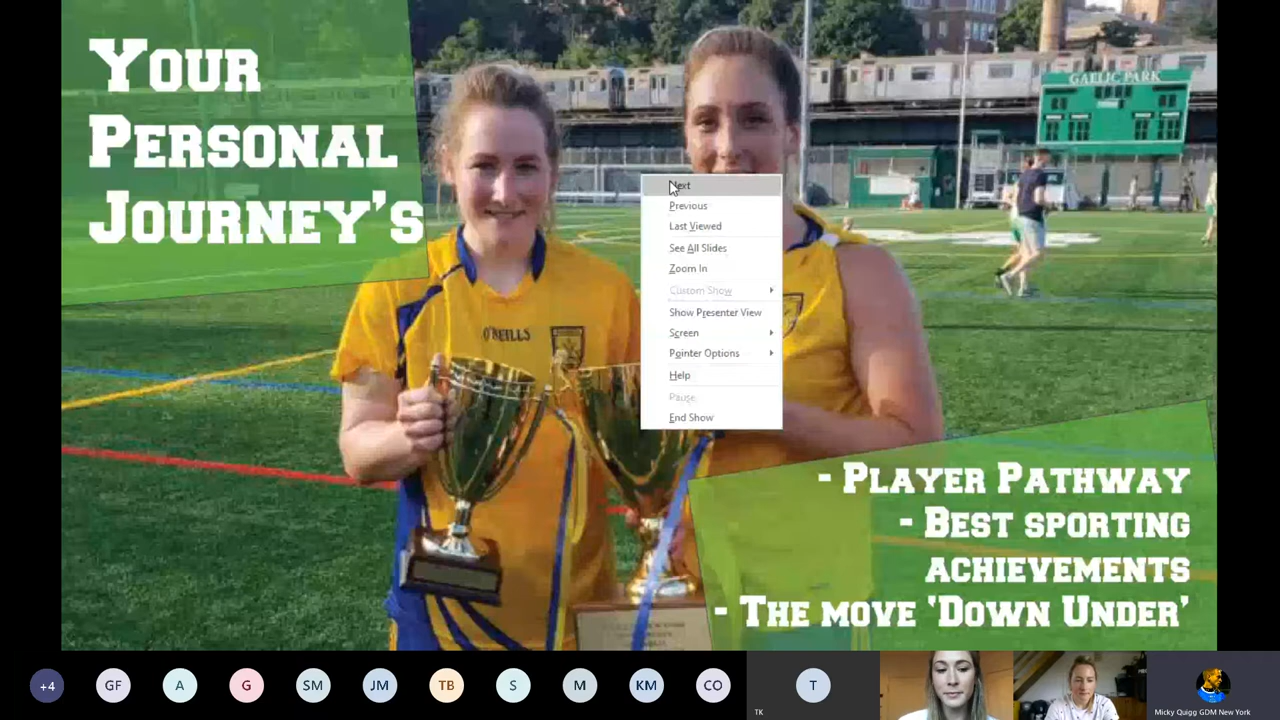 Your
Personal
Journey's
GAELIC PARK
O'NEILLS
Next
Previous
Last Viewed
See All Slides
Zoom In
Custom Show
Show Presenter View
Screen
Pointer Options
Help
Pause
End Show
- Player Pathway
- Best sporting
achievements
- The move 'Down Under'
+4
GF
A
G
SM
JM
TB
S
M
KM
CO
T
TK
Micky Quigg GDM New York